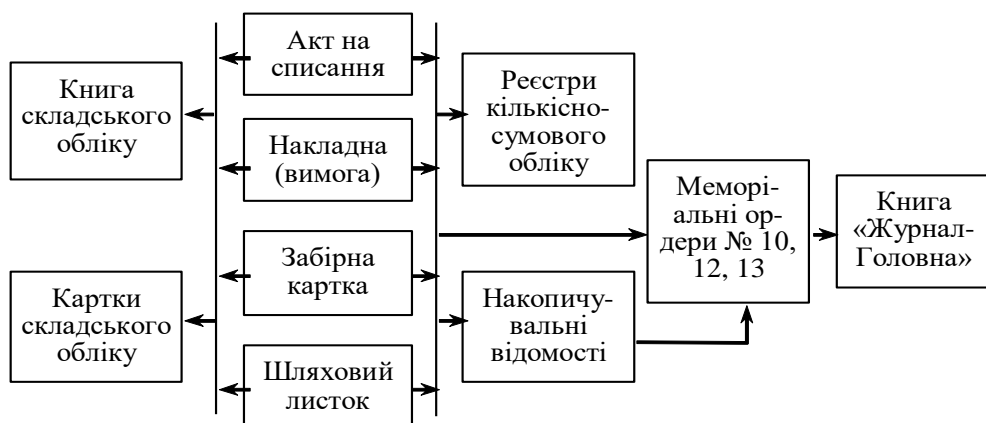 Акт на
списання
Книга
складського
обліку
Реєстри
кількісно-
сумового
обліку
Накладна
(вимога)
Меморі-
альні ор-
дери № 10,
12, 13
Книга
«Журнал-
Головна»
Забірна
картка
Картки
складського
обліку
Накопичу-
вальні
відомості
Шляховий
листок